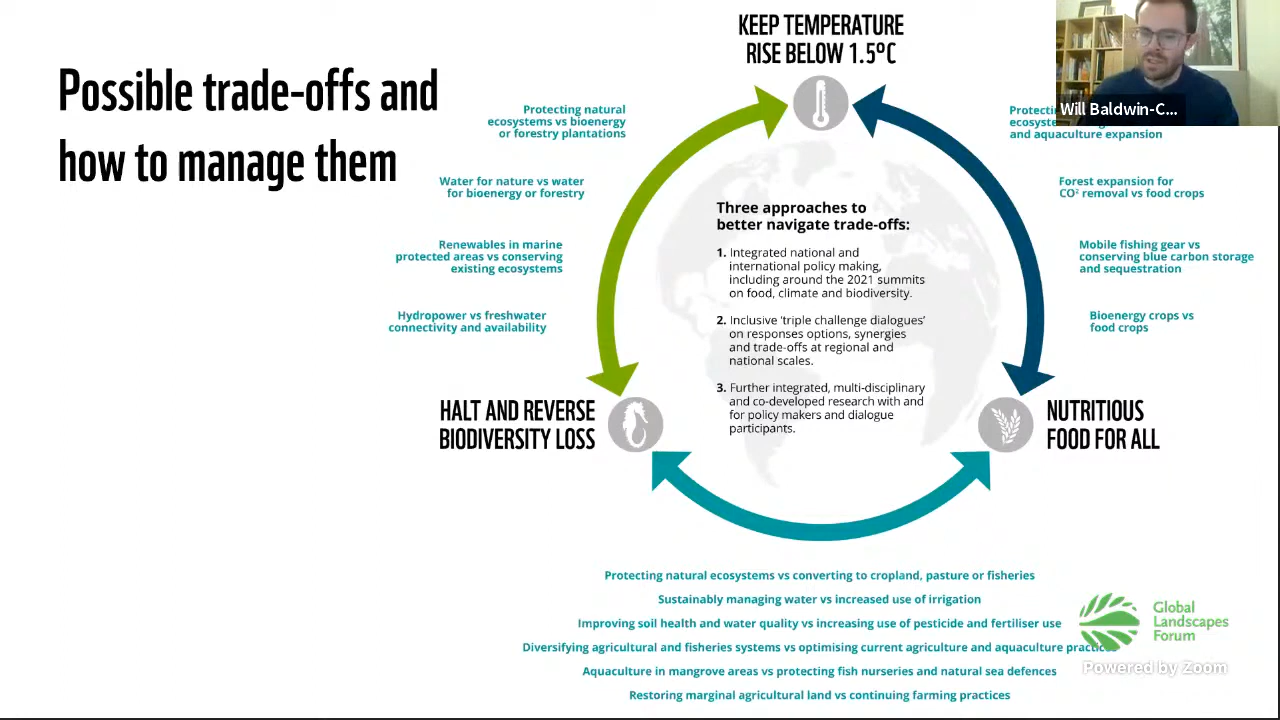 Possible trade-offs and
how to manage them
KEEP TEMPERATURE
RISE BELOW 1.5ºC
Will Baldwin-C...
Protecting natural
ecosystems vs bioenergy
or forestry plantations
Water for nature vs water
for bioenergy or forestry
Renewables in marine
protected areas vs conserving
existing ecosystems
Hydropower vs freshwater
connectivity and availability
and aquaculture expansion
Forest expansion for
CO² removal vs food crops
Mobile fishing gear vs
conserving blue carbon storage
and sequestration
Bioenergy crops vs
food crops
Three approaches to
better navigate trade-offs:
1. Integrated national and
international policy making,
including around the 2021 summits
on food, climate and biodiversity.
2. Inclusive ‘triple challenge dialogues’
on responses options, synergies
and trade-offs at regional and
national scales.
3. Further integrated, multi-disciplinary
and co-developed research with and
for policy makers and dialogue
participants.
HALT AND REVERSE
BIODIVERSITY LOSS
NUTRITIOUS
FOOD FOR ALL
Protecting natural ecosystems vs converting to cropland, pasture or fisheries
Sustainably managing water vs increased use of irrigation
Improving soil health and water quality vs increasing use of pesticide and fertiliser use
Diversifying agricultural and fisheries systems vs optimising current agriculture and aquaculture practices
Aquaculture in mangrove areas vs protecting fish nurseries and natural sea defences
Restoring marginal agricultural land vs continuing farming practices
Global
Landscapes
Forum
Powered by Zoom